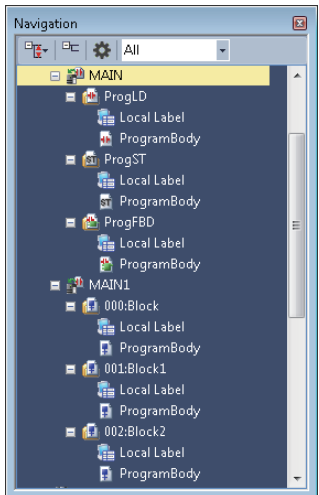 Navigation
All
MAIN
ProgLD
Local Label
ProgramBody
ProgST
Local Label
ProgramBody
ProgFBD
Local Label
ProgramBody
MAIN1
000:Block
Local Label
ProgramBody
001:Block1
Local Label
ProgramBody
002:Block2
Local Label
ProgramBody